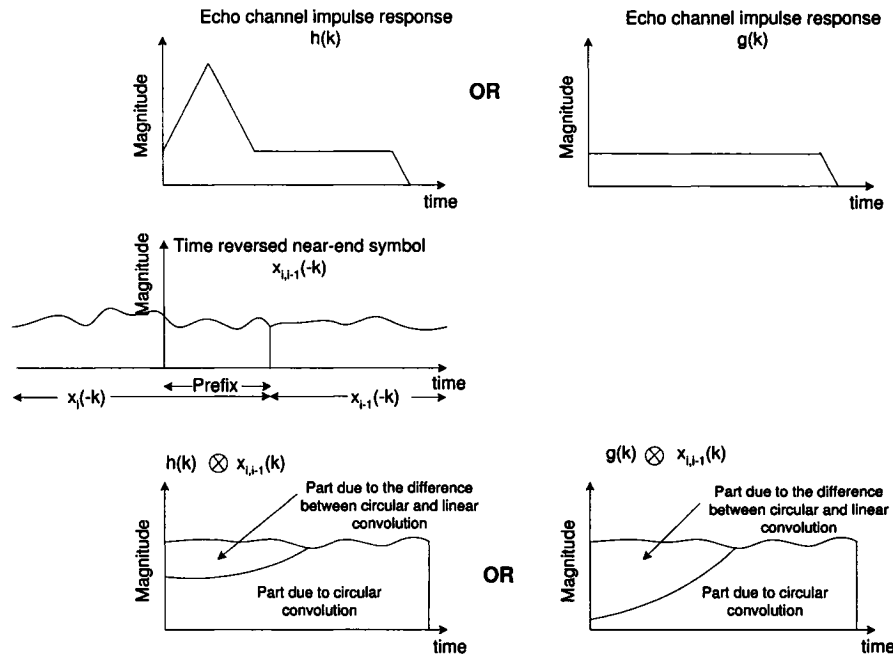 Echo channel impulse response
h(k)
Magnitude
time
OR
Echo channel impulse response
g(k)
Magnitude
time
Time reversed near-end symbol
x_{i,i-1}(-k)
Magnitude
time
Prefix
x_i(-k)
x_{i-1}(-k)
h(k) ⊗ x_{i,i-1}(k)
Part due to the difference
between circular and linear
convolution
Magnitude
Part due to circular
convolution
time
OR
g(k) ⊗ x_{i,i-1}(k)
Part due to the difference
between circular and linear
convolution
Magnitude
Part due to circular
convolution
time